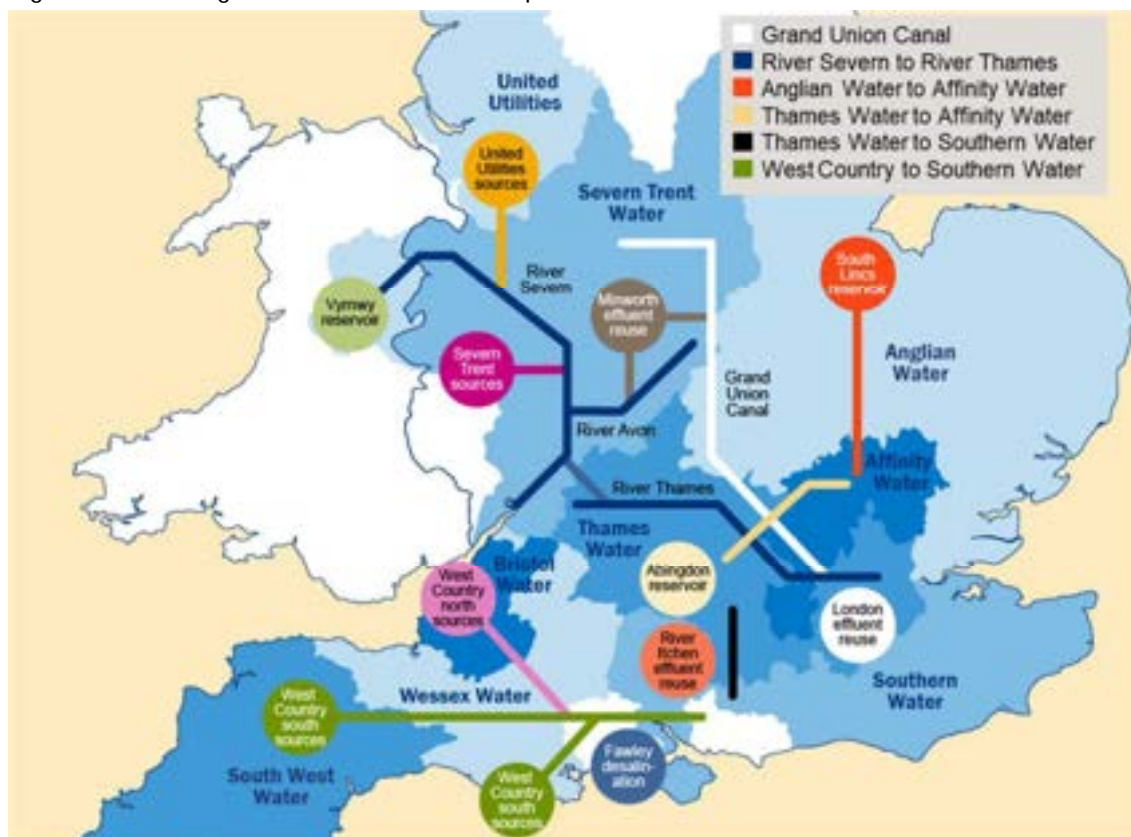 Grand Union Canal
River Severn to River Thames
Anglian Water to Affinity Water
Thames Water to Affinity Water
Thames Water to Southern Water
West Country to Southern Water
United
Utilities
United
Utilities
sources
Severn Trent
Water
South
Lincs
reservoir
River
Severn
Vyrnwy
reservoir
Minworth
effluent
reuse
Severn
Trent
sources
Anglian
Water
Grand
Union
Canal
River Avon
Affinity
Water
River Thames
Thames
Water
Bristol
Water
West
Country
north
sources
Abingdon
reservoir
London
effluent
reuse
River
Itchen
effluent
reuse
Wessex Water
Southern
Water
West
Country
south
sources
South West
Water
Fawley
desalin-
ation
West
Country
south
sources